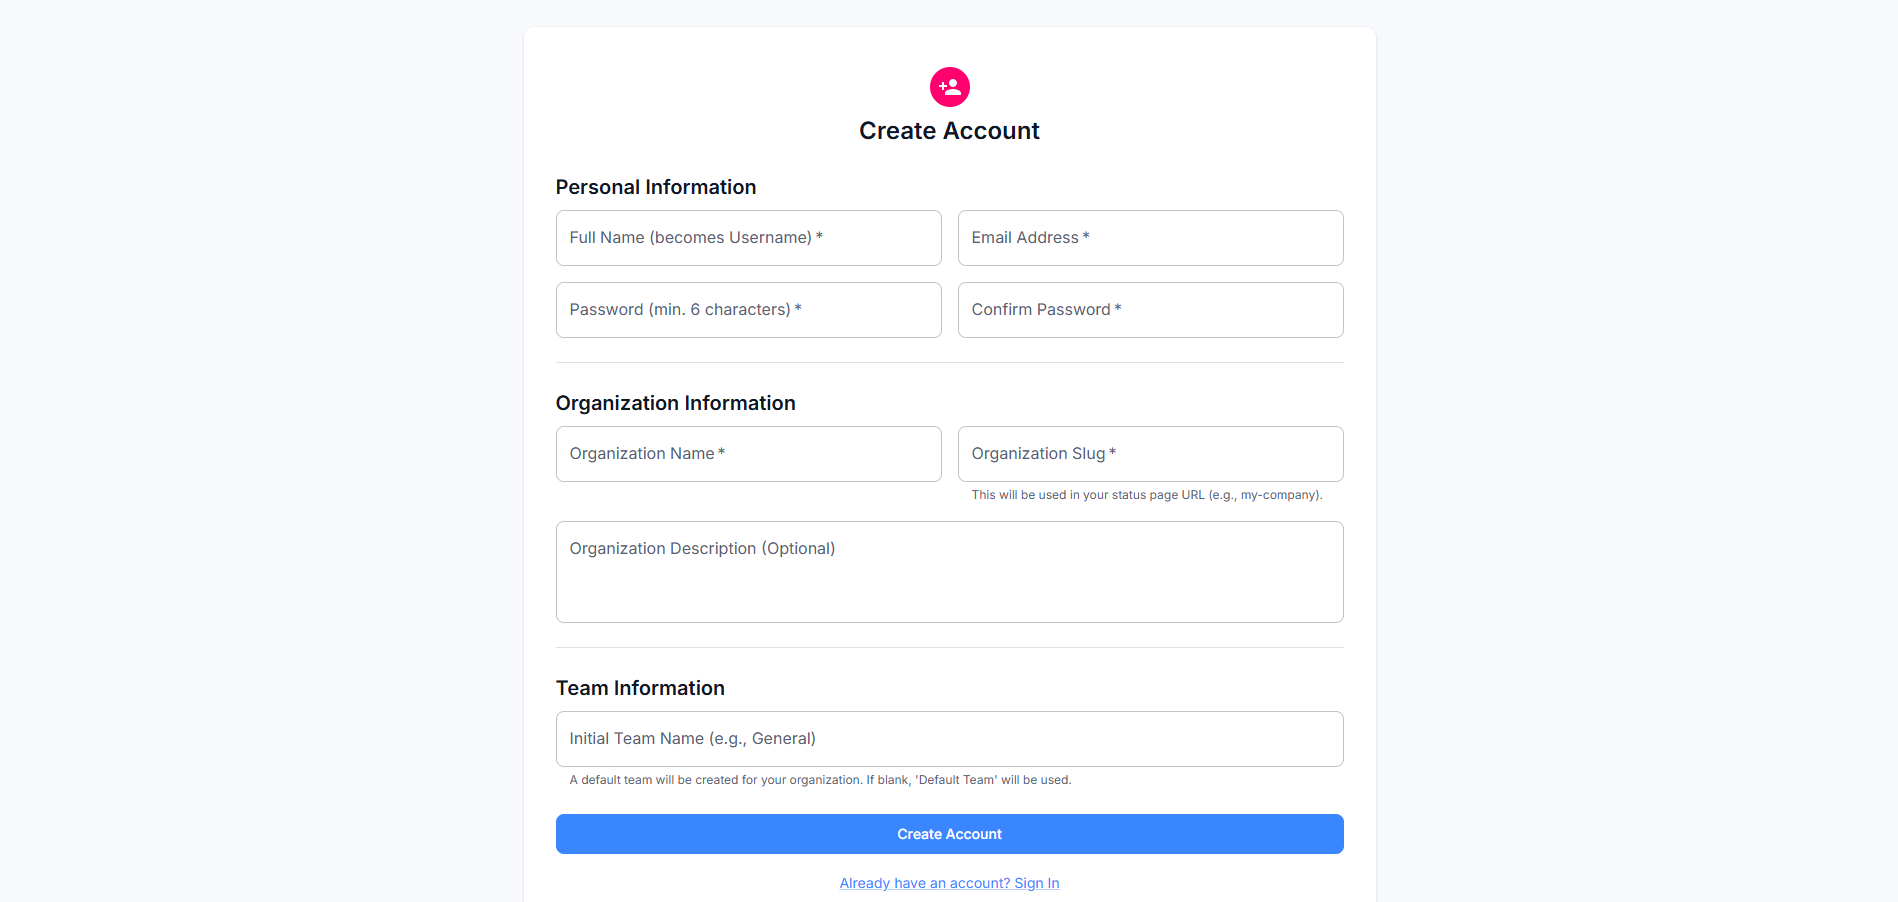 Create Account
Personal Information
Full Name (becomes Username) *
Email Address *
Password (min. 6 characters) *
Confirm Password *
Organization Information
Organization Name *
Organization Slug *
This will be used in your status page URL (e.g., my-company).
Organization Description (Optional)
Team Information
Initial Team Name (e.g., General)
A default team will be created for your organization. If blank, 'Default Team' will be used.
Create Account
Already have an account? Sign In